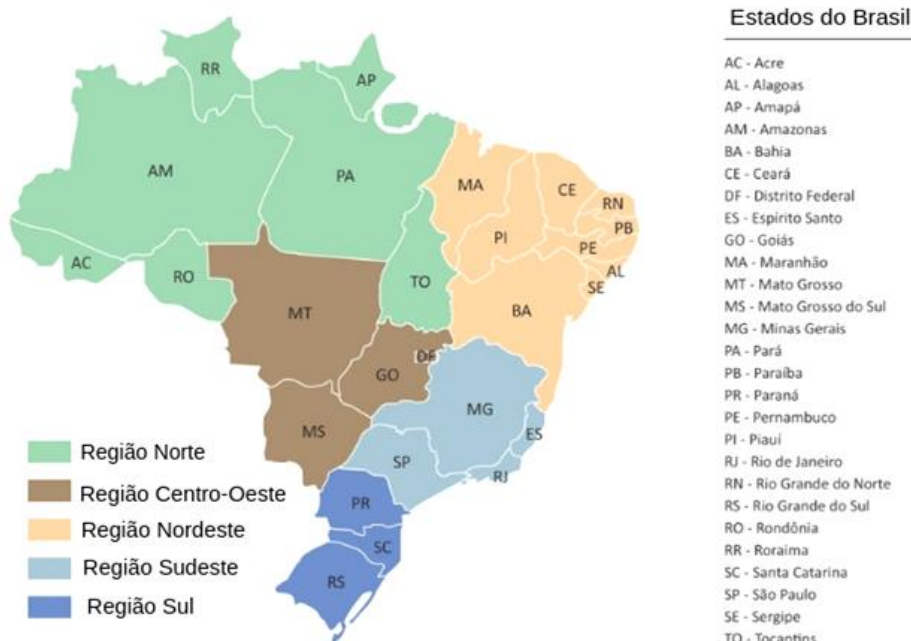 Estados do Brasil
AC - Acre
AL - Alagoas
AP - Amapá
AM - Amazonas
BA - Bahia
CE - Ceará
DF - Distrito Federal
ES - Espírito Santo
GO - Goiás
MA - Maranhão
MT - Mato Grosso
MS - Mato Grosso do Sul
MG - Minas Gerais
PA - Pará
PB - Paraíba
PR - Paraná
PE - Pernambuco
PI - Piauí
RJ - Rio de Janeiro
RN - Rio Grande do Norte
RS - Rio Grande do Sul
RO - Rondônia
RR - Roraima
SC - Santa Catarina
SP - São Paulo
SE - Sergipe
TO - Tocantins
RR
AP
AM
PA
MA
CE
RN
PB
PI
PE
AL
SE
AC
RO
TO
BA
MT
DF
GO
MG
ES
MS
SP
RJ
PR
SC
RS
Região Norte
Região Centro-Oeste
Região Nordeste
Região Sudeste
Região Sul